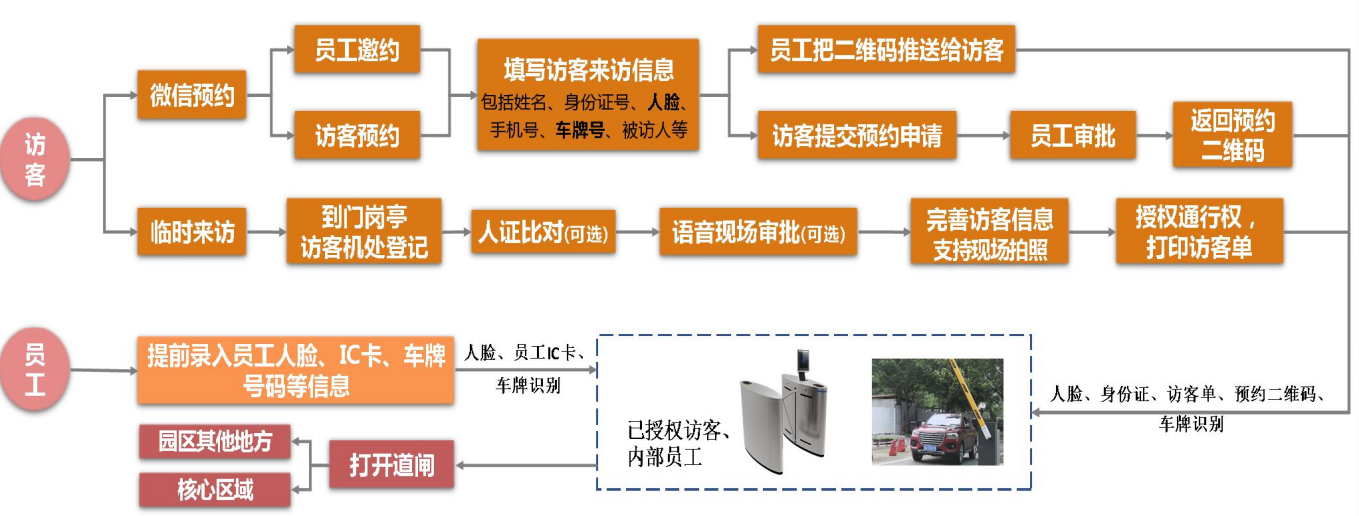 访
客
微信预约
员工邀约
访客预约
填写访客来访信息
包括姓名、身份证号、人脸、
手机号、车牌号、被访人等
员工把二维码推送给访客
访客提交预约申请
员工审批
返回预约
二维码
临时来访
到门岗亭
访客机处登记
人证比对(可选)
语音现场审批(可选)
完善访客信息
支持现场拍照
授权通行权，
打印访客单
员
工
提前录入员工人脸、IC卡、车牌
号码等信息
人脸、员工IC卡、
车牌识别
已授权访客、
内部员工
人脸、身份证、访客单、预约二维码、
车牌识别
打开道闸
园区其他地方
核心区域